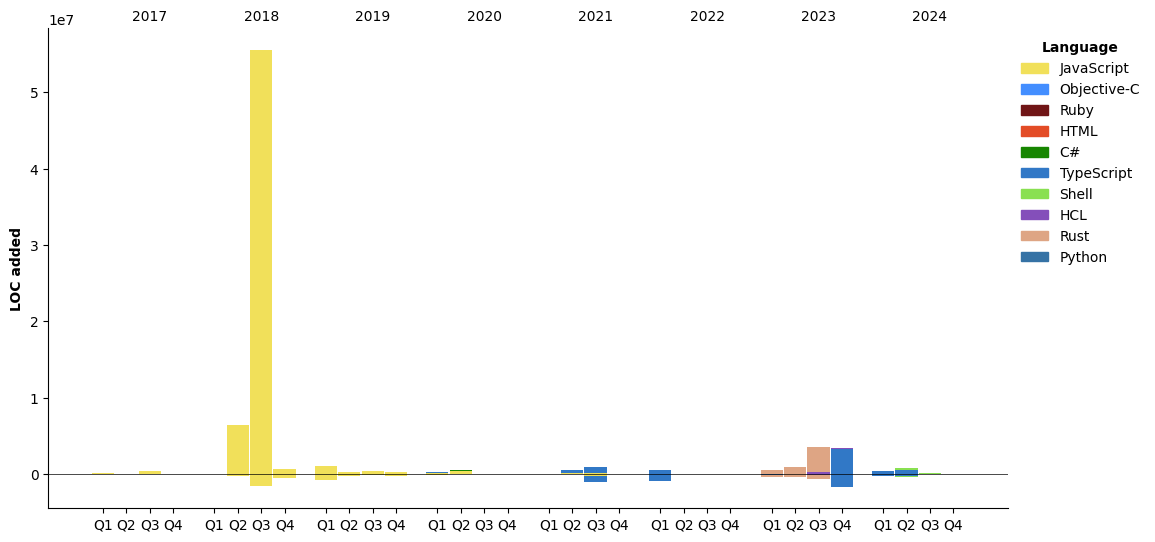 1e7
2017 2018 2019 2020 2021 2022 2023 2024
LOC added
5
4
3
2
1
0
Q1 Q2 Q3 Q4 Q1 Q2 Q3 Q4 Q1 Q2 Q3 Q4 Q1 Q2 Q3 Q4 Q1 Q2 Q3 Q4 Q1 Q2 Q3 Q4 Q1 Q2 Q3 Q4 Q1 Q2 Q3 Q4
Language
JavaScript
Objective-C
Ruby
HTML
C#
TypeScript
Shell
HCL
Rust
Python